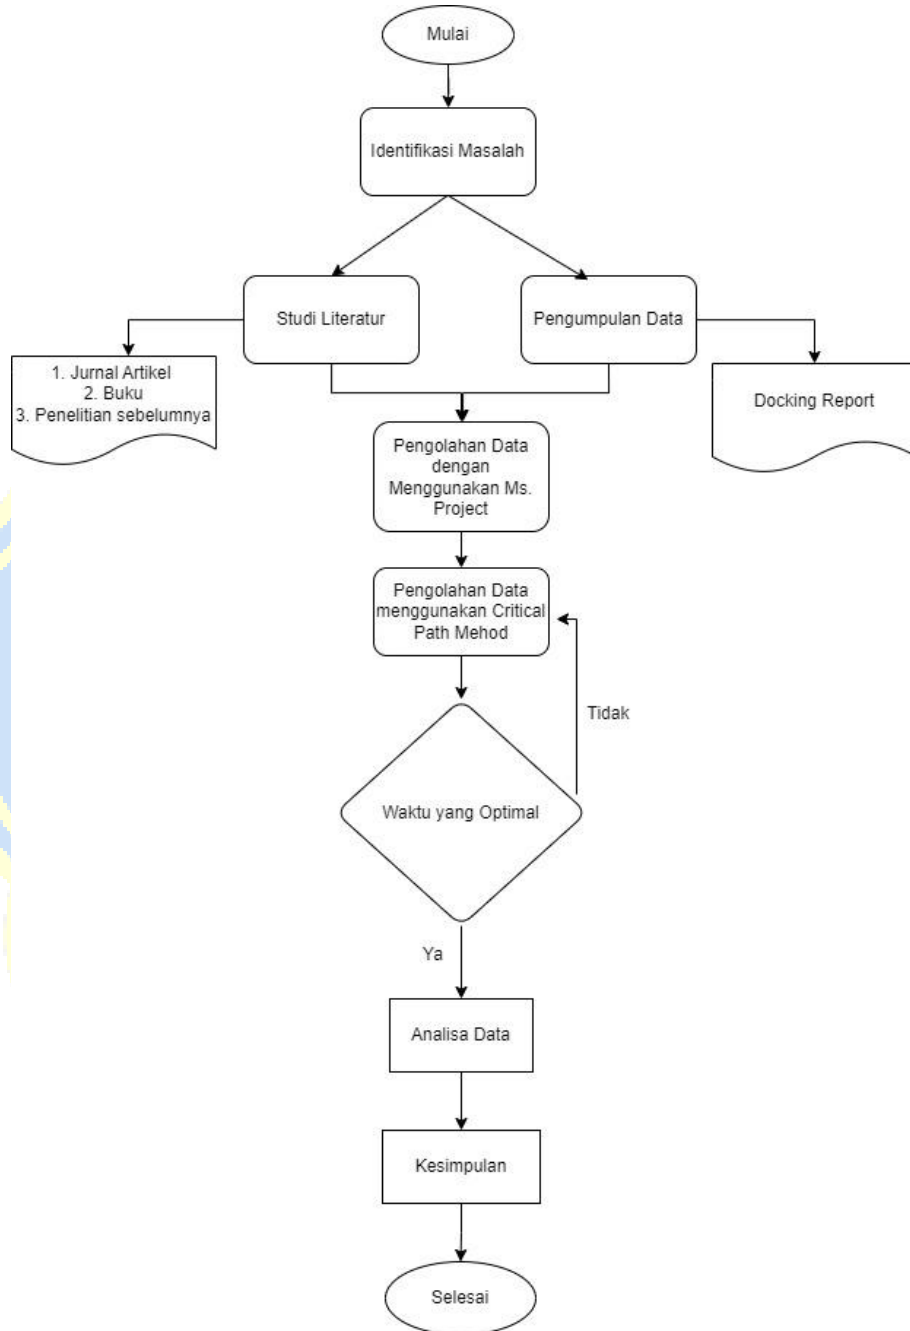 Mulai
Identifikasi Masalah
Studi Literatur
Pengumpulan Data
1. Jurnal Artikel
2. Buku
3. Penelitian sebelumnya
Docking Report
Pengolahan Data
dengan
Menggunakan Ms.
Project
Pengolahan Data
menggunakan Critical
Path Mehod
Tidak
Waktu yang Optimal
Ya
Analisa Data
Kesimpulan
Selesai